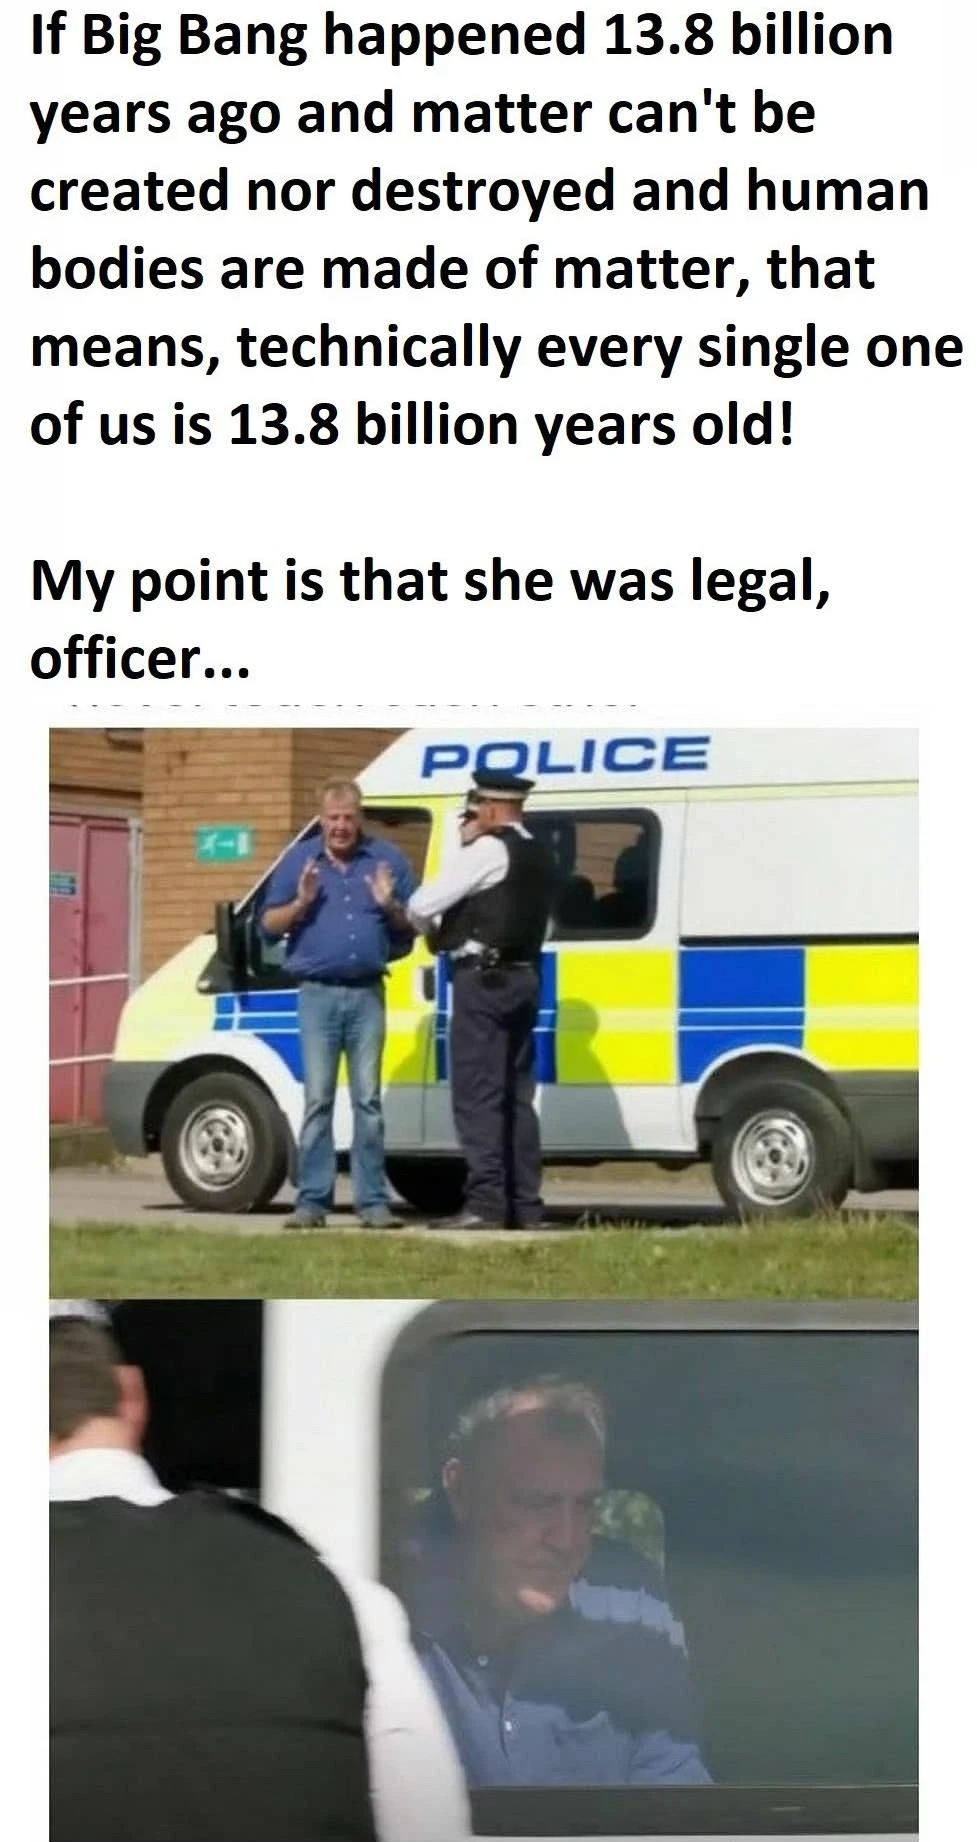 If Big Bang happened 13.8 billion
years ago and matter can't be
created nor destroyed and human
bodies are made of matter, that
means, technically every single one
of us is 13.8 billion years old!
My point is that she was legal,
officer...
POLICE